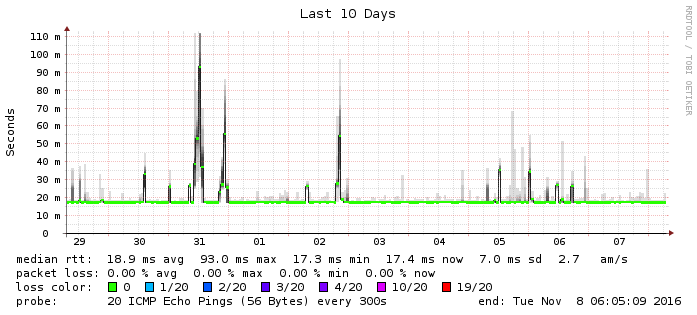 Last 10 Days
RRDTOOL / TOBI OETIKER
Seconds
110 m
100 m
90 m
80 m
70 m
60 m
50 m
40 m
30 m
20 m
10 m
0
29 30 31 01 02 03 04 05 06 07
median rtt: 18.9 ms avg 93.0 ms max 17.3 ms min 17.4 ms now 7.0 ms sd 2.7 am/s
packet loss: 0.00 % avg 0.00 % max 0.00 % min 0.00 % now
loss color: 0 1/20 2/20 3/20 4/20 10/20 19/20
probe: 20 ICMP Echo Pings (56 Bytes) every 300s end: Tue Nov 8 06:05:09 2016